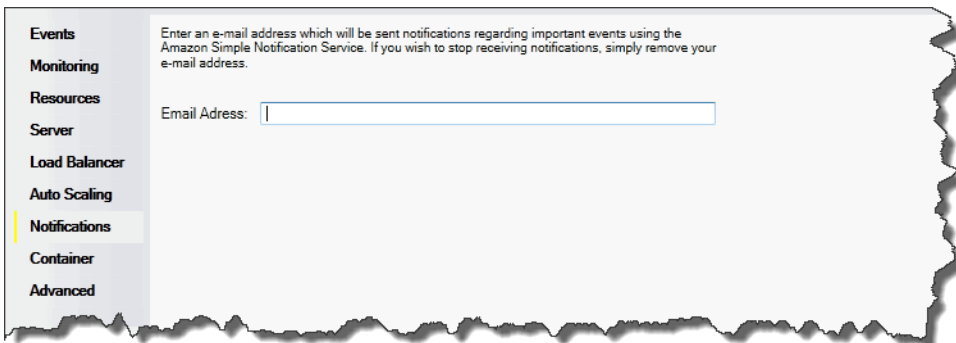 Events
Monitoring
Resources
Server
Load Balancer
Auto Scaling
Notifications
Container
Advanced
Enter an e-mail address which will be sent notifications regarding important events using the
Amazon Simple Notification Service. If you wish to stop receiving notifications, simply remove your
e-mail address.
Email Adress: